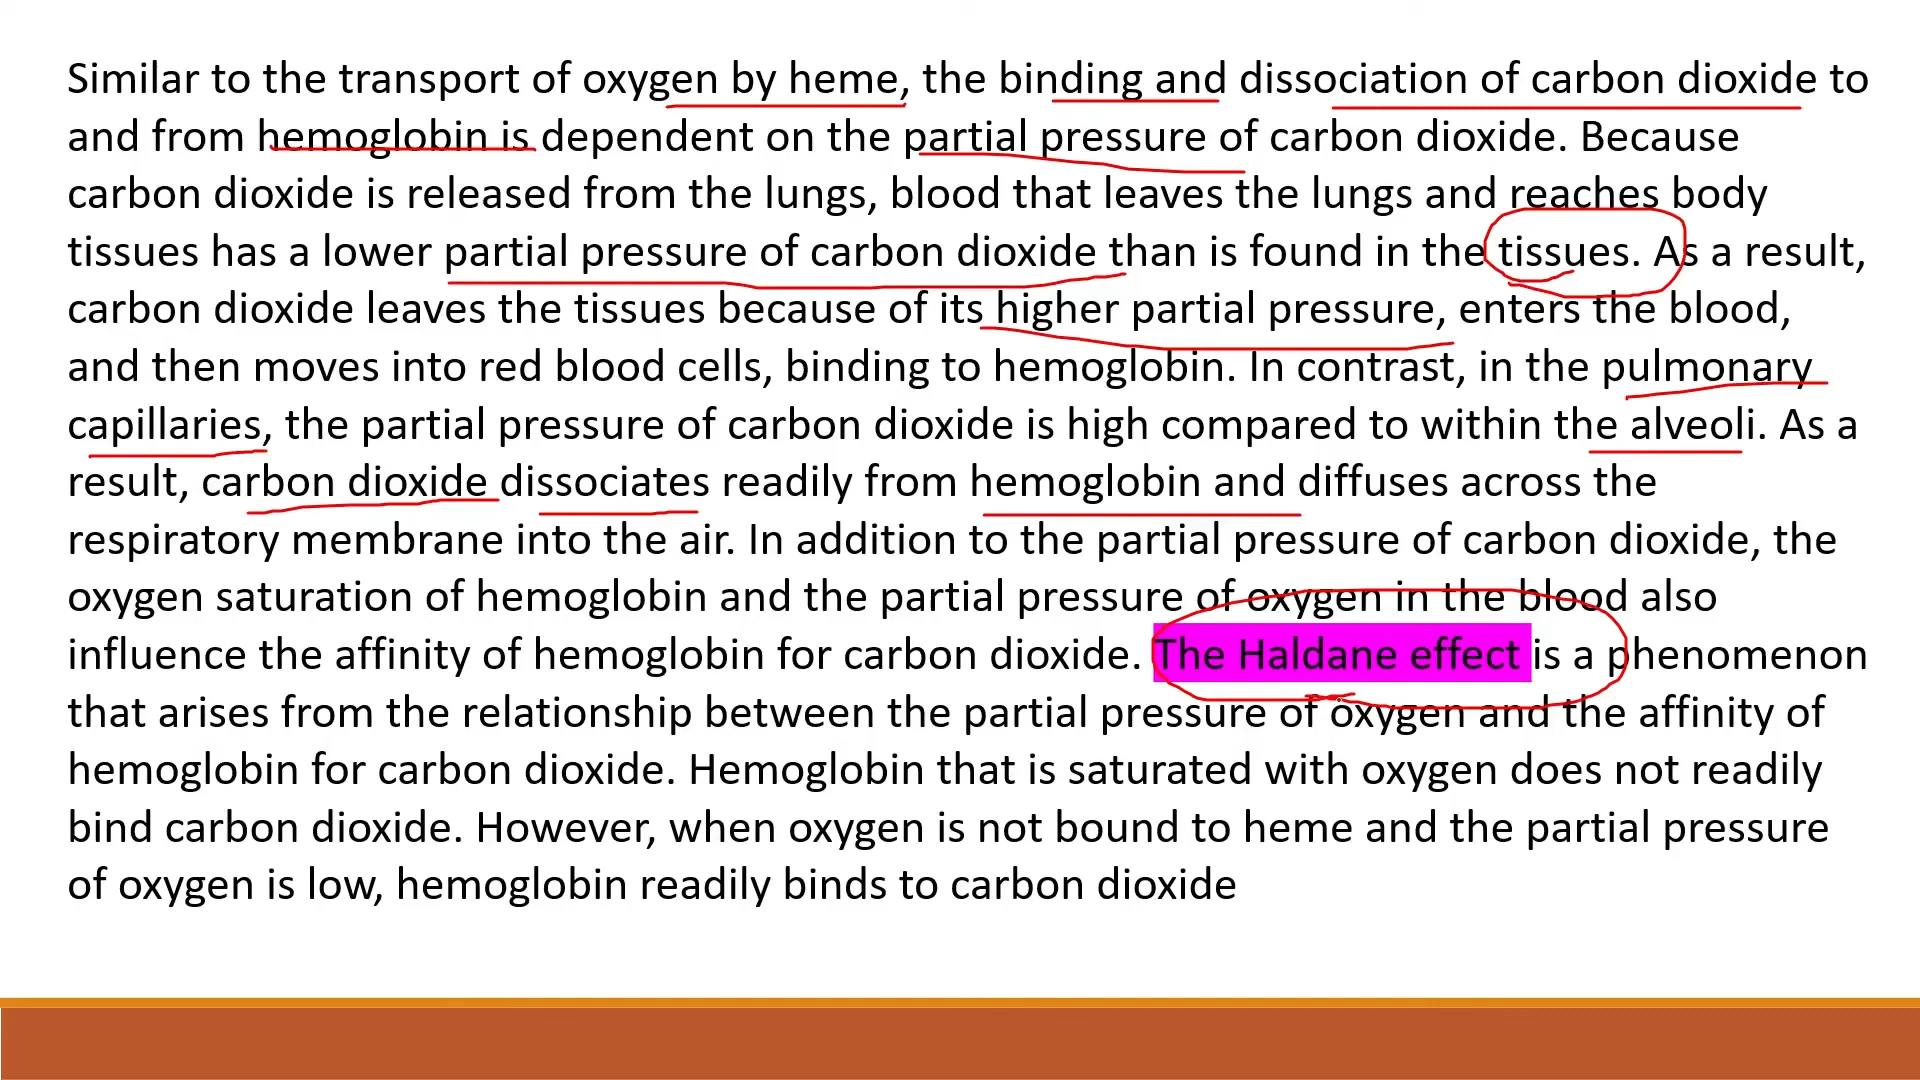 Similar to the transport of oxygen by heme, the binding and dissociation of carbon dioxide to
and from hemoglobin is dependent on the partial pressure of carbon dioxide. Because
carbon dioxide is released from the lungs, blood that leaves the lungs and reaches body
tissues has a lower partial pressure of carbon dioxide than is found in the tissues. As a result,
carbon dioxide leaves the tissues because of its higher partial pressure, enters the blood,
and then moves into red blood cells, binding to hemoglobin. In contrast, in the pulmonary
capillaries, the partial pressure of carbon dioxide is high compared to within the alveoli. As a
result, carbon dioxide dissociates readily from hemoglobin and diffuses across the
respiratory membrane into the air. In addition to the partial pressure of carbon dioxide, the
oxygen saturation of hemoglobin and the partial pressure of oxygen in the blood also
influence the affinity of hemoglobin for carbon dioxide. The Haldane effect is a phenomenon
that arises from the relationship between the partial pressure of oxygen and the affinity of
hemoglobin for carbon dioxide. Hemoglobin that is saturated with oxygen does not readily
bind carbon dioxide. However, when oxygen is not bound to heme and the partial pressure
of oxygen is low, hemoglobin readily binds to carbon dioxide